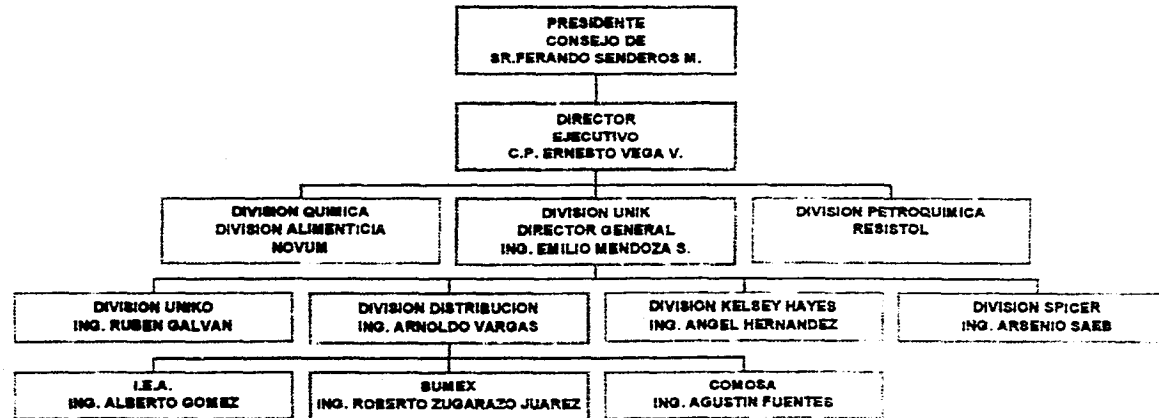 PRESIDENTE
CONSEJO DE
SR.FERANDO SENDEROS M.
DIRECTOR
EJECUTIVO
C.P. ERNESTO VEGA V.
DIVISION QUIMICA
DIVISION ALIMENTICIA
NOVUM
DIVISION UNIK
DIRECTOR GENERAL
ING. EMILIO MENDOZA S.
DIVISION PETROQUIMICA
RESISTOL
DIVISION UNIKO
ING. RUBEN GALVAN
DIVISION DISTRIBUCION
ING. ARNOLDO VARGAS
DIVISION KELSEY HAYES
ING. ANGEL HERNANDEZ
DIVISION SPICER
ING. ARSENIO SAEB
I.E.A.
ING. ALBERTO GOMEZ
SUMEX
ING. ROBERTO ZUGARAZO JUAREZ
COMOSA
ING. AGUSTIN FUENTES